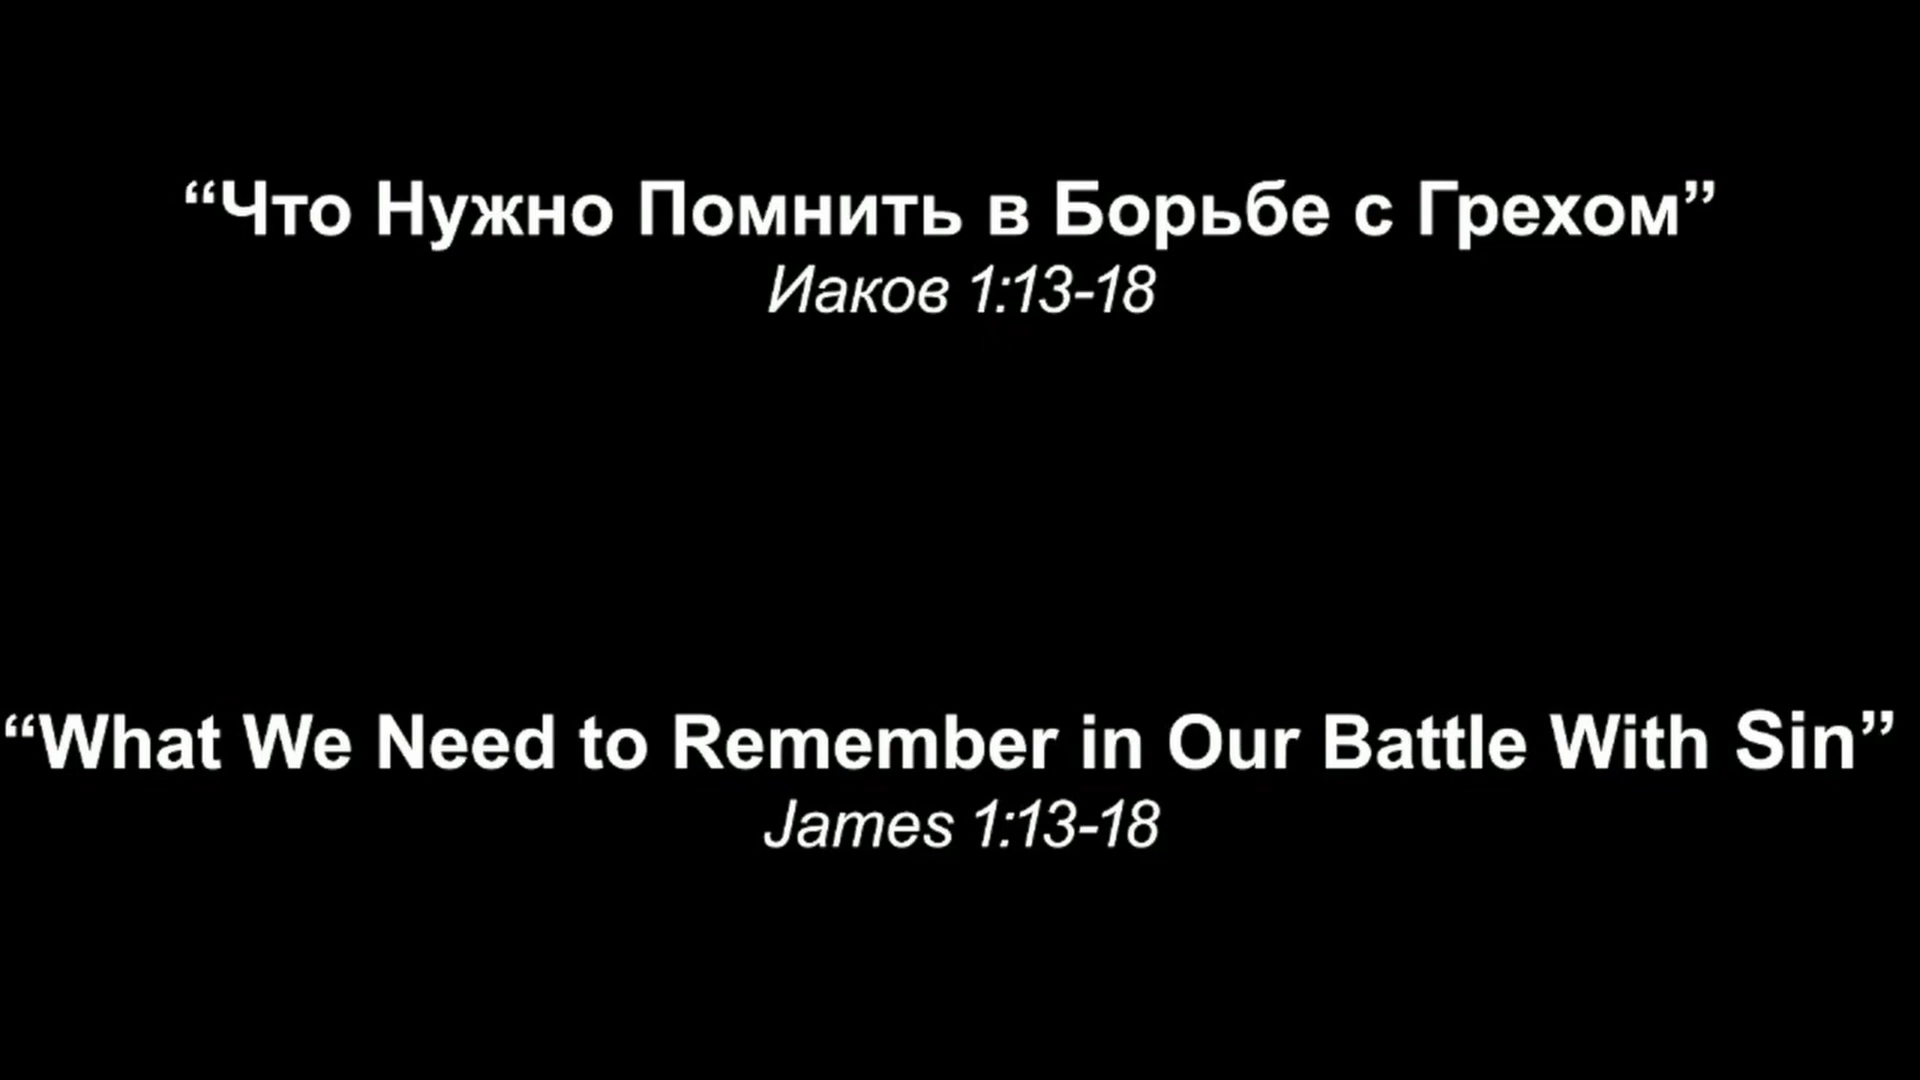 “Что Нужно Помнить в Борьбе с Грехом”
Иаков 1:13-18
“What We Need to Remember in Our Battle With Sin”
James 1:13-18